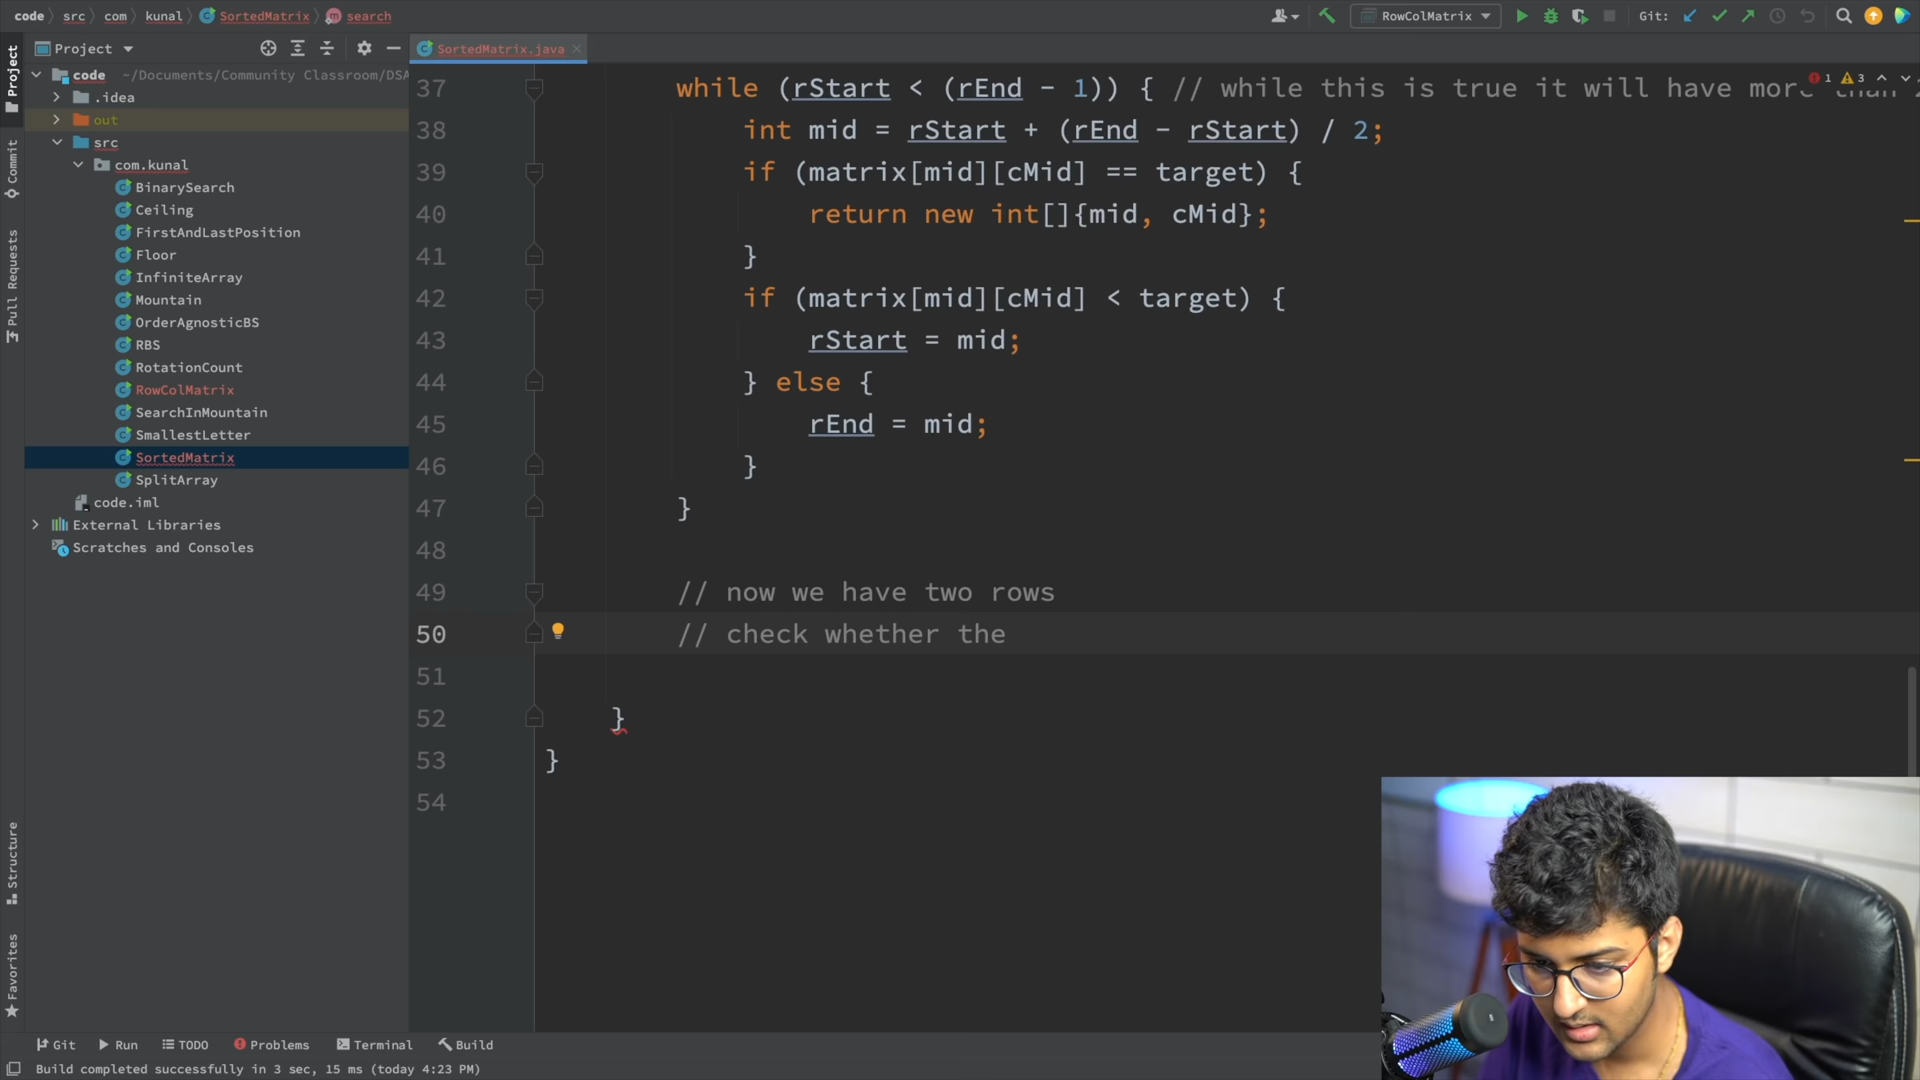 code src com kunal SortedMatrix search
RowColMatrix
Git:
Project
SortedMatrix.java
code ~/Documents/Community Classroom/DSA
.idea
out
src
com.kunal
BinarySearch
Ceiling
FirstAndLastPosition
Floor
InfiniteArray
Mountain
OrderAgnosticBS
RBS
RotationCount
RowColMatrix
SearchInMountain
SmallestLetter
SortedMatrix
SplitArray
code.iml
External Libraries
Scratches and Consoles
Project
Commit
Pull Requests
Structure
Favorites
1 3
37 while (rStart < (rEnd - 1)) { // while this is true it will have more than
38 int mid = rStart + (rEnd - rStart) / 2;
39 if (matrix[mid][cMid] == target) {
40 return new int[]{mid, cMid};
41 }
42 if (matrix[mid][cMid] < target) {
43 rStart = mid;
44 } else {
45 rEnd = mid;
46 }
47 }
48
49 // now we have two rows
50 // check whether the
51
52 }
53 }
54
Git Run TODO Problems Terminal Build
Build completed successfully in 3 sec, 15 ms (today 4:23 PM)